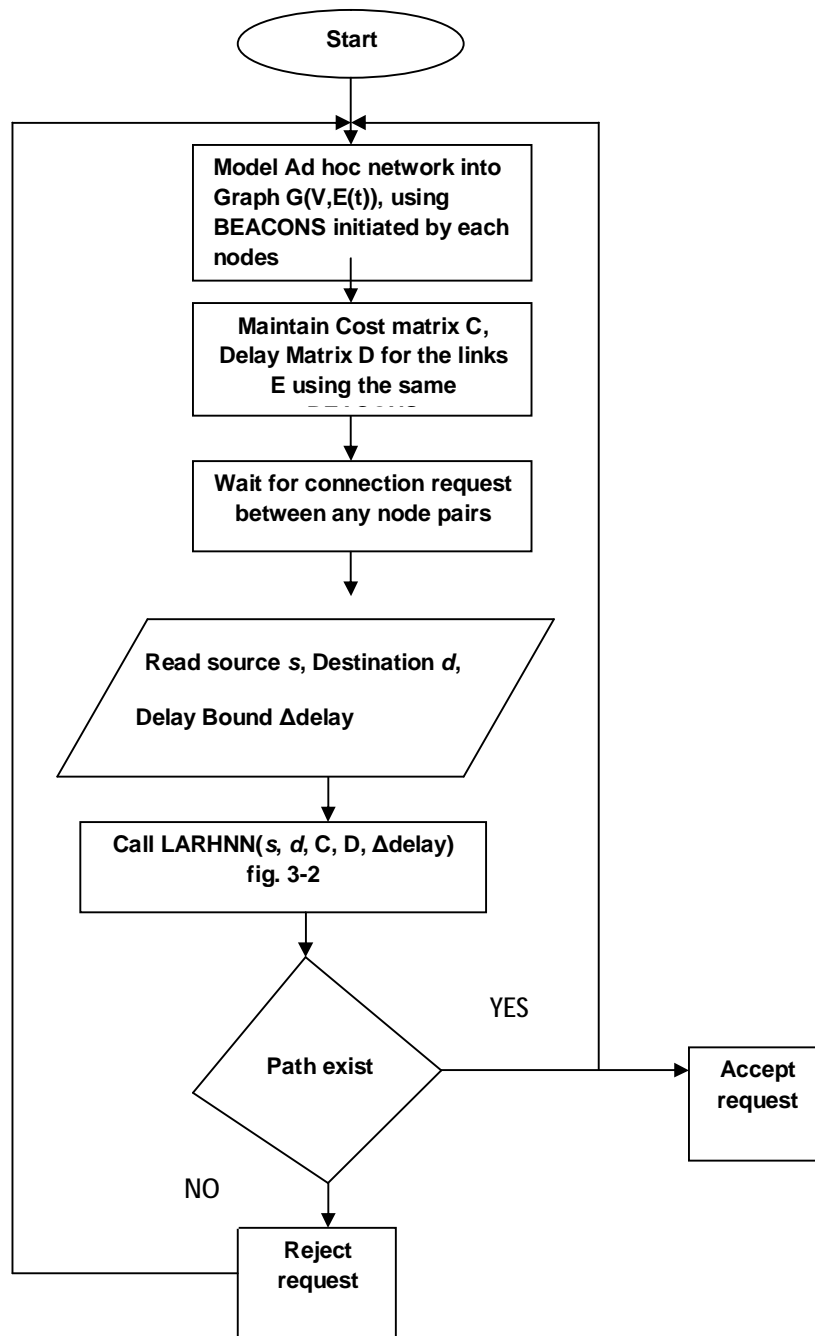 Start
Model Ad hoc network into
Graph G(V,E(t)), using
BEACONS initiated by each
nodes
Maintain Cost matrix C,
Delay Matrix D for the links
E using the same
Wait for connection request
between any node pairs
Read source s, Destination d,
Delay Bound Δdelay
Call LARHNN(s, d, C, D, Δdelay)
fig. 3-2
YES
Path exist
Accept
request
NO
Reject
request